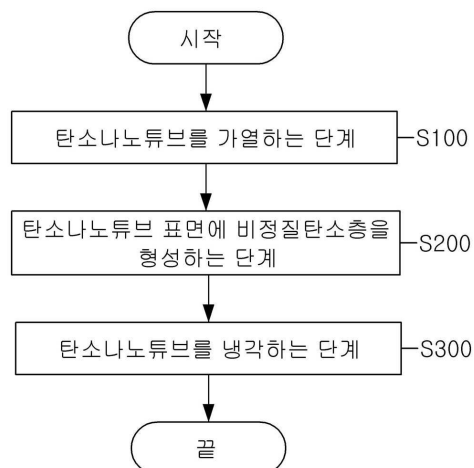 시작
탄소나노튜브를 가열하는 단계
S100
탄소나노튜브 표면에 비정질탄소층을
형성하는 단계
S200
탄소나노튜브를 냉각하는 단계
S300
끝